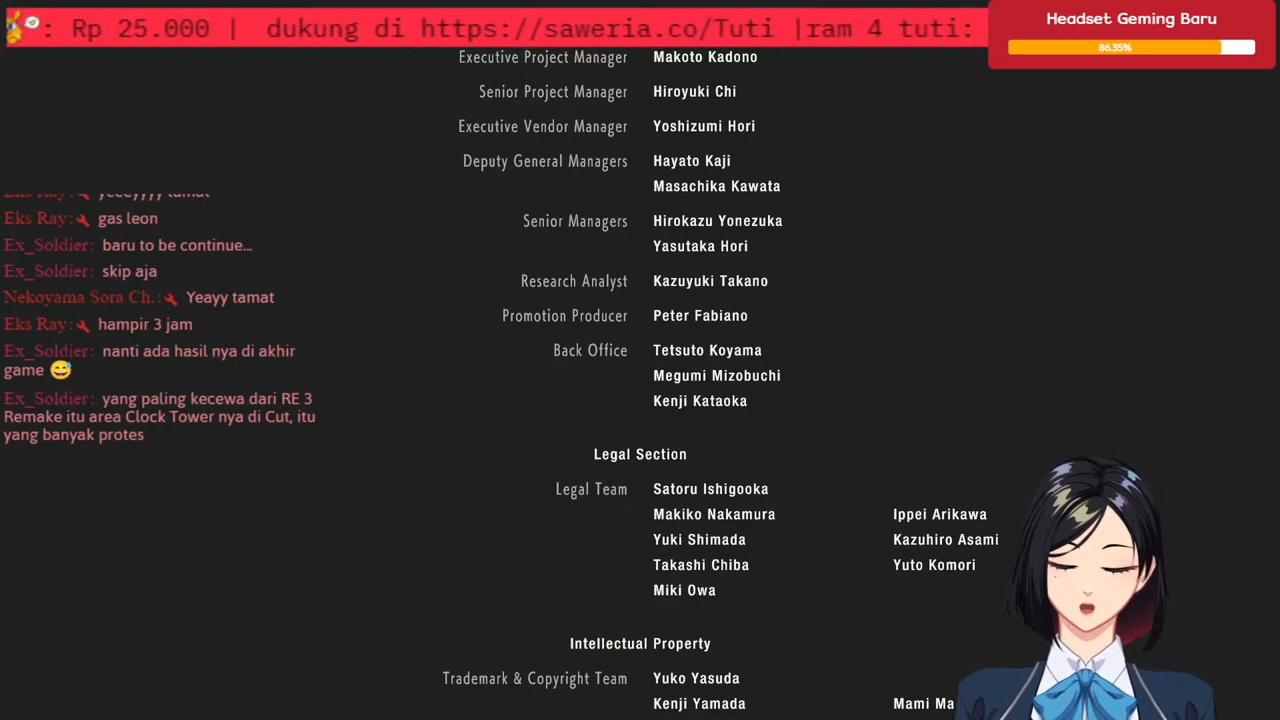 : Rp 25.000 | dukung di https://saweria.co/Tuti |ram 4 tuti:
Headset Geming Baru
86.35%
Executive Project Manager Makoto Kadono
Senior Project Manager Hiroyuki Chi
Executive Vendor Manager Yoshizumi Hori
Deputy General Managers Hayato Kaji
Masachika Kawata
Senior Managers Hirokazu Yonezuka
Yasutaka Hori
Research Analyst Kazuyuki Takano
Promotion Producer Peter Fabiano
Back Office Tetsuto Koyama
Megumi Mizobuchi
Kenji Kataoka
Legal Section
Legal Team Satoru Ishigooka
Makiko Nakamura Ippei Arikawa
Yuki Shimada Kazuhiro Asami
Takashi Chiba Yuto Komori
Miki Owa
Intellectual Property
Trademark & Copyright Team Yuko Yasuda
Kenji Yamada Mami Ma
Eks Ray: yeeeyyyy tamat
Eks Ray: gas leon
Ex_Soldier: baru to be continue...
Ex_Soldier: skip aja
Nekoyama Sora Ch.: Yeayy tamat
Eks Ray: hampir 3 jam
Ex_Soldier: nanti ada hasil nya di akhir
game 😅
Ex_Soldier: yang paling kecewa dari RE 3
Remake itu area Clock Tower nya di Cut, itu
yang banyak protes